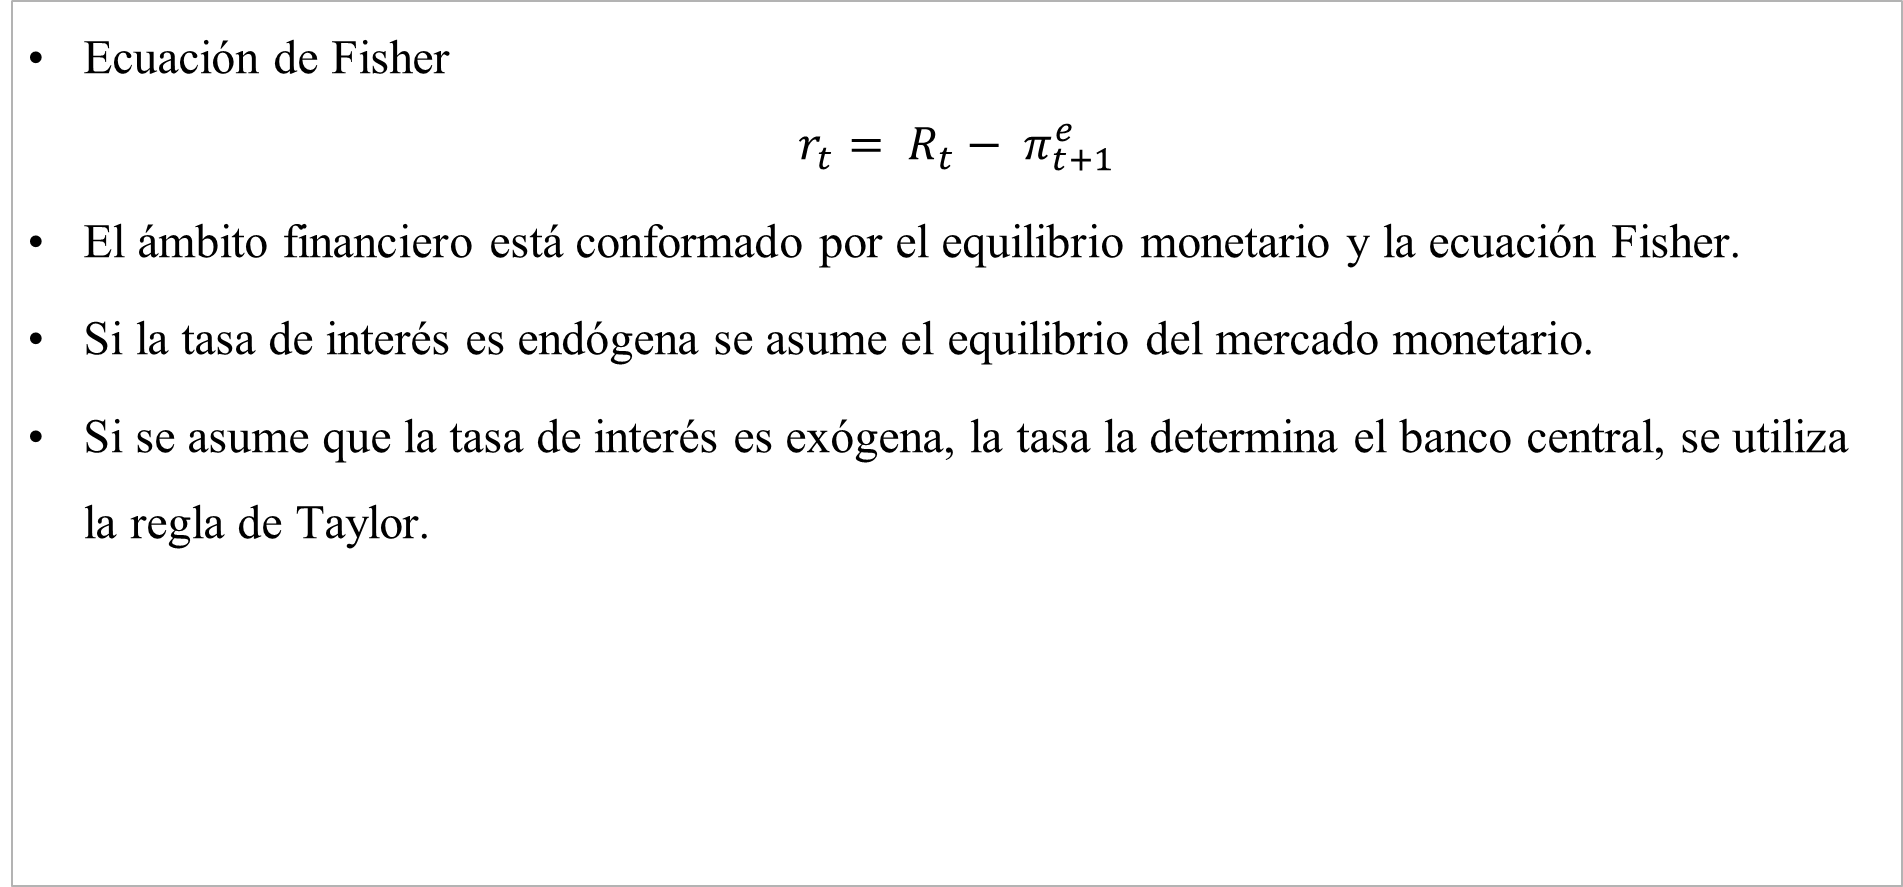 • Ecuación de Fisher
r_t = R_t − π^e_{t+1}
• El ámbito financiero está conformado por el equilibrio monetario y la ecuación Fisher.
• Si la tasa de interés es endógena se asume el equilibrio del mercado monetario.
• Si se asume que la tasa de interés es exógena, la tasa la determina el banco central, se utiliza
la regla de Taylor.